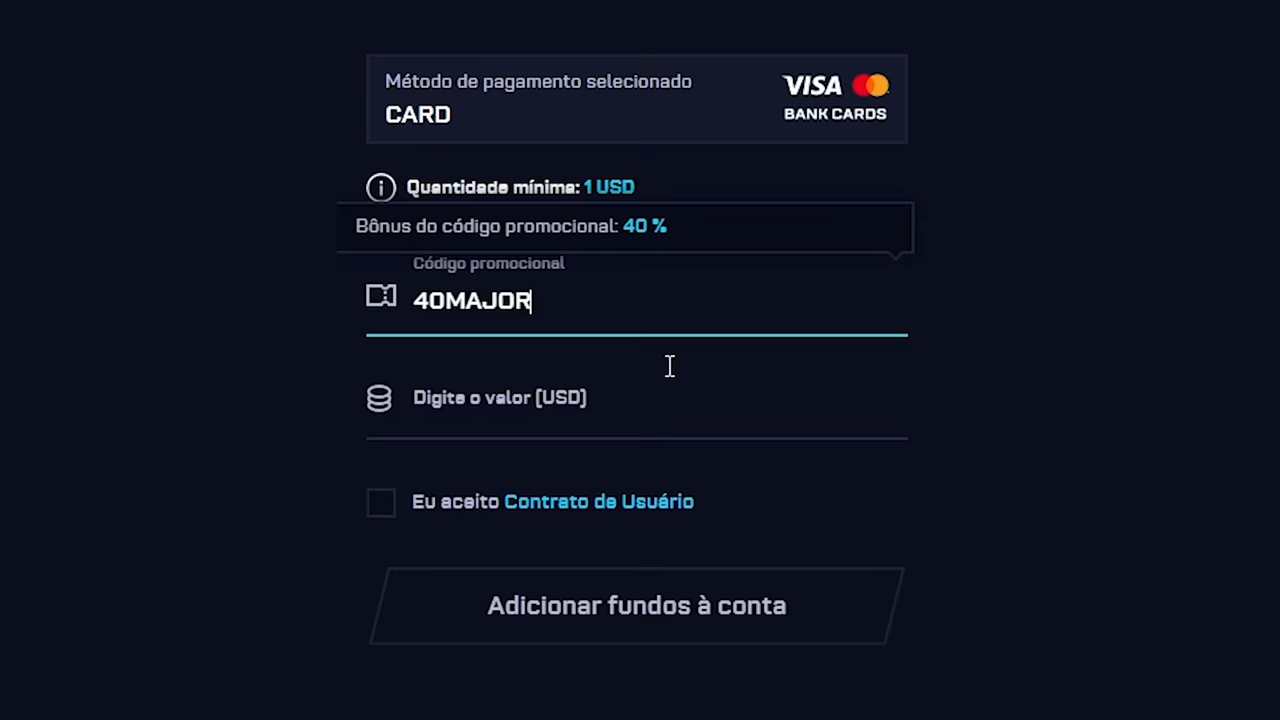 Método de pagamento selecionado
CARD
VISA
BANK CARDS
Quantidade mínima: 1 USD
Bônus do código promocional: 40 %
Código promocional
40MAJOR
Digite o valor (USD)
Eu aceito Contrato de Usuário
Adicionar fundos à conta